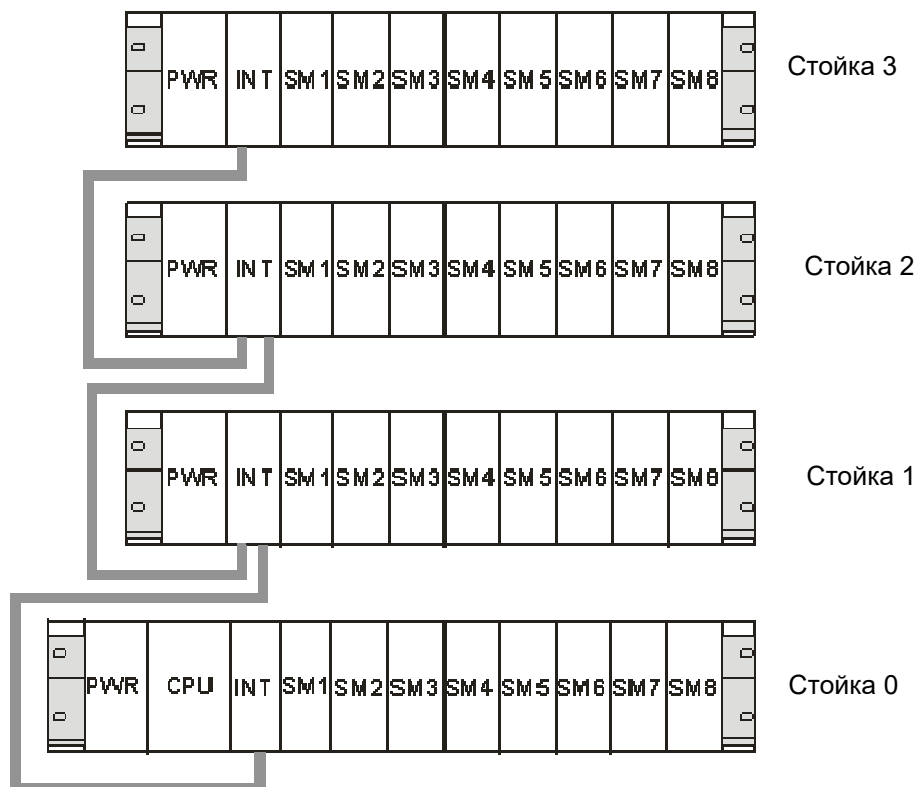 PWR INT SM1 SM2 SM3 SM4 SM5 SM6 SM7 SM8 Стойка 3
PWR INT SM1 SM2 SM3 SM4 SM5 SM6 SM7 SM8 Стойка 2
PWR INT SM1 SM2 SM3 SM4 SM5 SM6 SM7 SM8 Стойка 1
PWR CPU INT SM1 SM2 SM3 SM4 SM5 SM6 SM7 SM8 Стойка 0